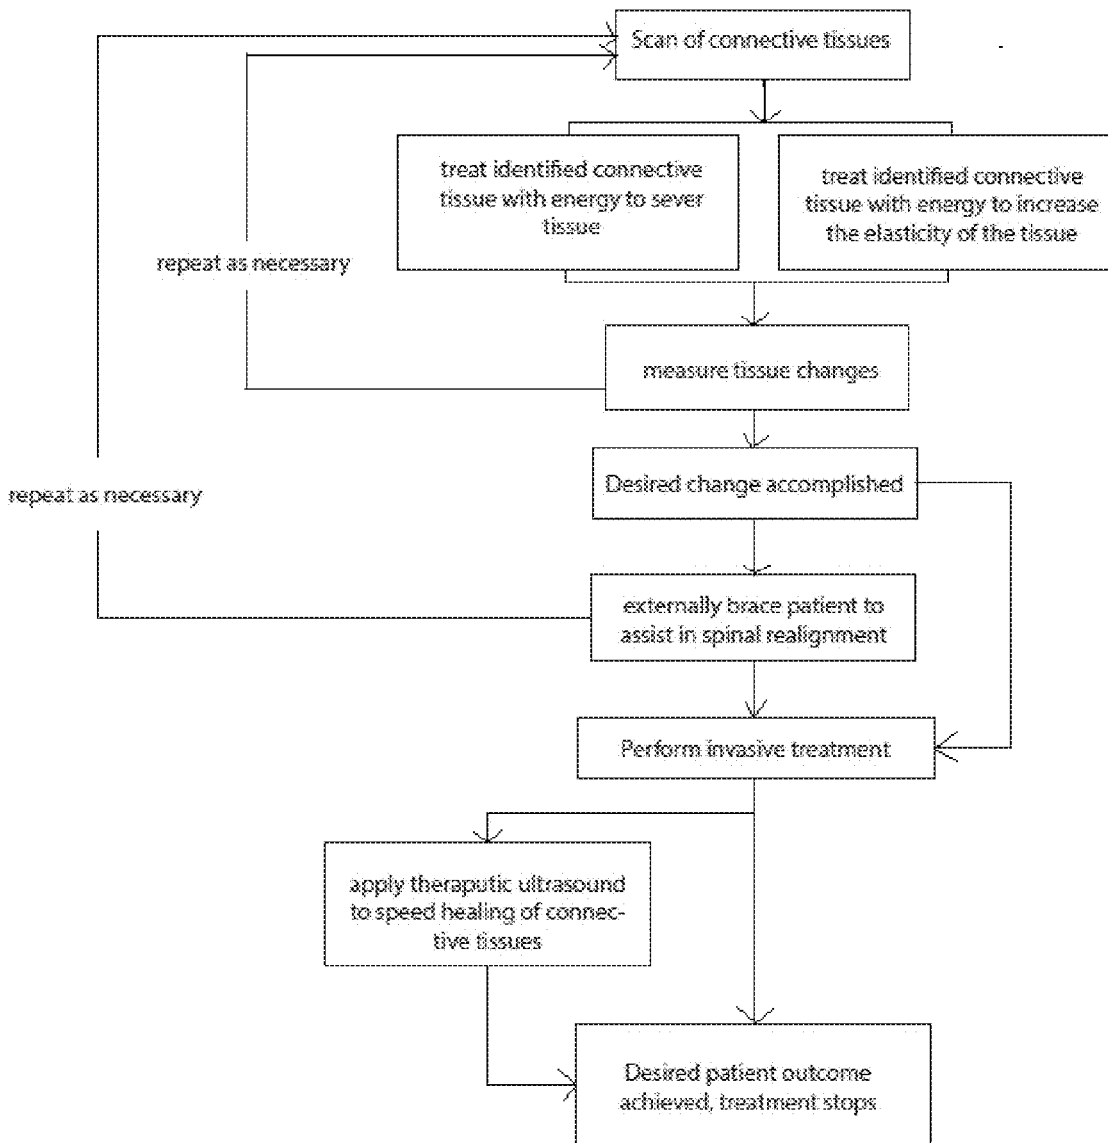 Scan of connective tissues
treat identified connective
tissue with energy to sever
tissue
treat identified connective
tissue with energy to increase
the elasticity of the tissue
repeat as necessary
measure tissue changes
Desired change accomplished
repeat as necessary
externally brace patient to
assist in spinal realignment
Perform invasive treatment
apply theraputic ultrasound
to speed healing of connec-
tive tissues
Desired patient outcome
achieved, treatment stops